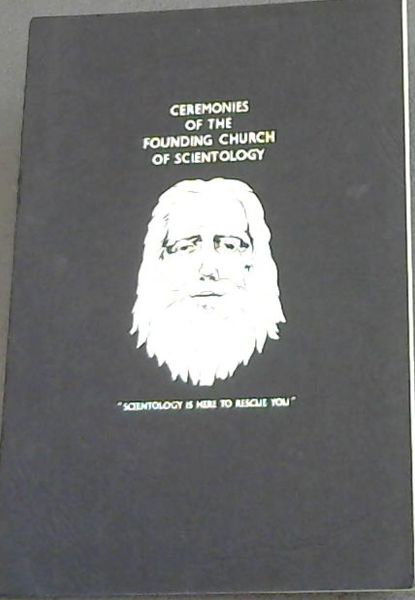 CEREMONIES
OF THE
FOUNDING CHURCH
OF SCIENTOLOGY
"SCIENTOLOGY IS HERE TO RESCUE YOU"